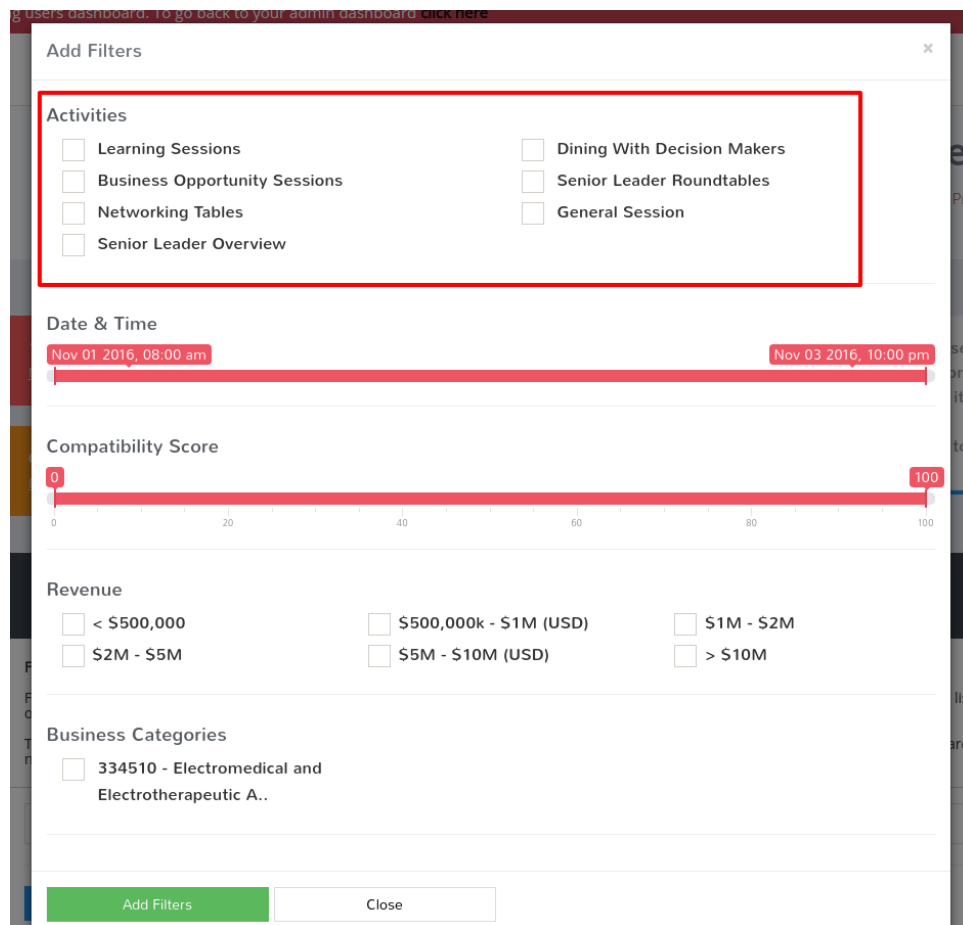 g users dashboard. To go back to your admin dashboard click here
Add Filters
×
Activities
Learning Sessions
Dining With Decision Makers
Business Opportunity Sessions
Senior Leader Roundtables
Networking Tables
General Session
Senior Leader Overview
Date & Time
Nov 01 2016, 08:00 am
Nov 03 2016, 10:00 pm
Compatibility Score
0
100
0 20 40 60 80 100
Revenue
< $500,000
$500,000k - $1M (USD)
$1M - $2M
$2M - $5M
$5M - $10M (USD)
> $10M
Business Categories
334510 - Electromedical and
Electrotherapeutic A..
Add Filters
Close